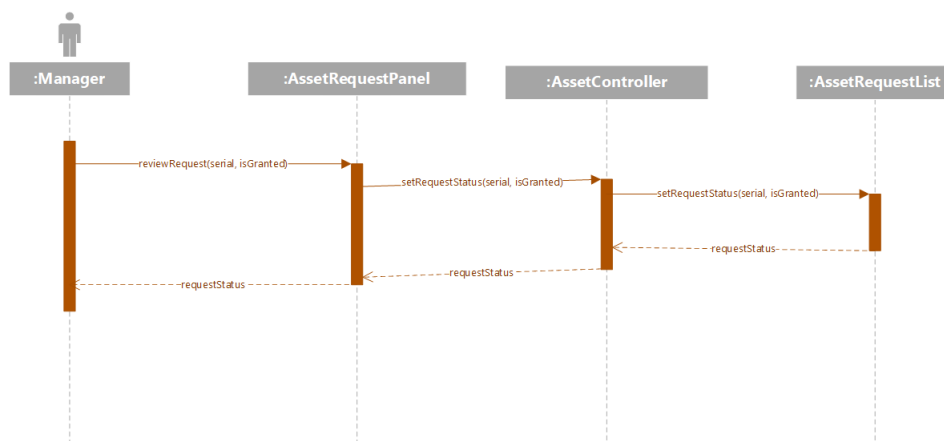 :Manager
:AssetRequestPanel
:AssetController
:AssetRequestList
reviewRequest(serial, isGranted)
setRequestStatus(serial, isGranted)
setRequestStatus(serial, isGranted)
requestStatus
requestStatus
requestStatus